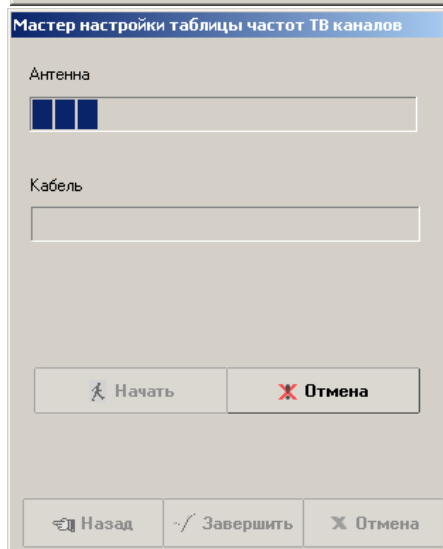 Мастер настройки таблицы частот ТВ каналов
Антенна
Кабель
Начать Отмена
Назад Завершить Отмена